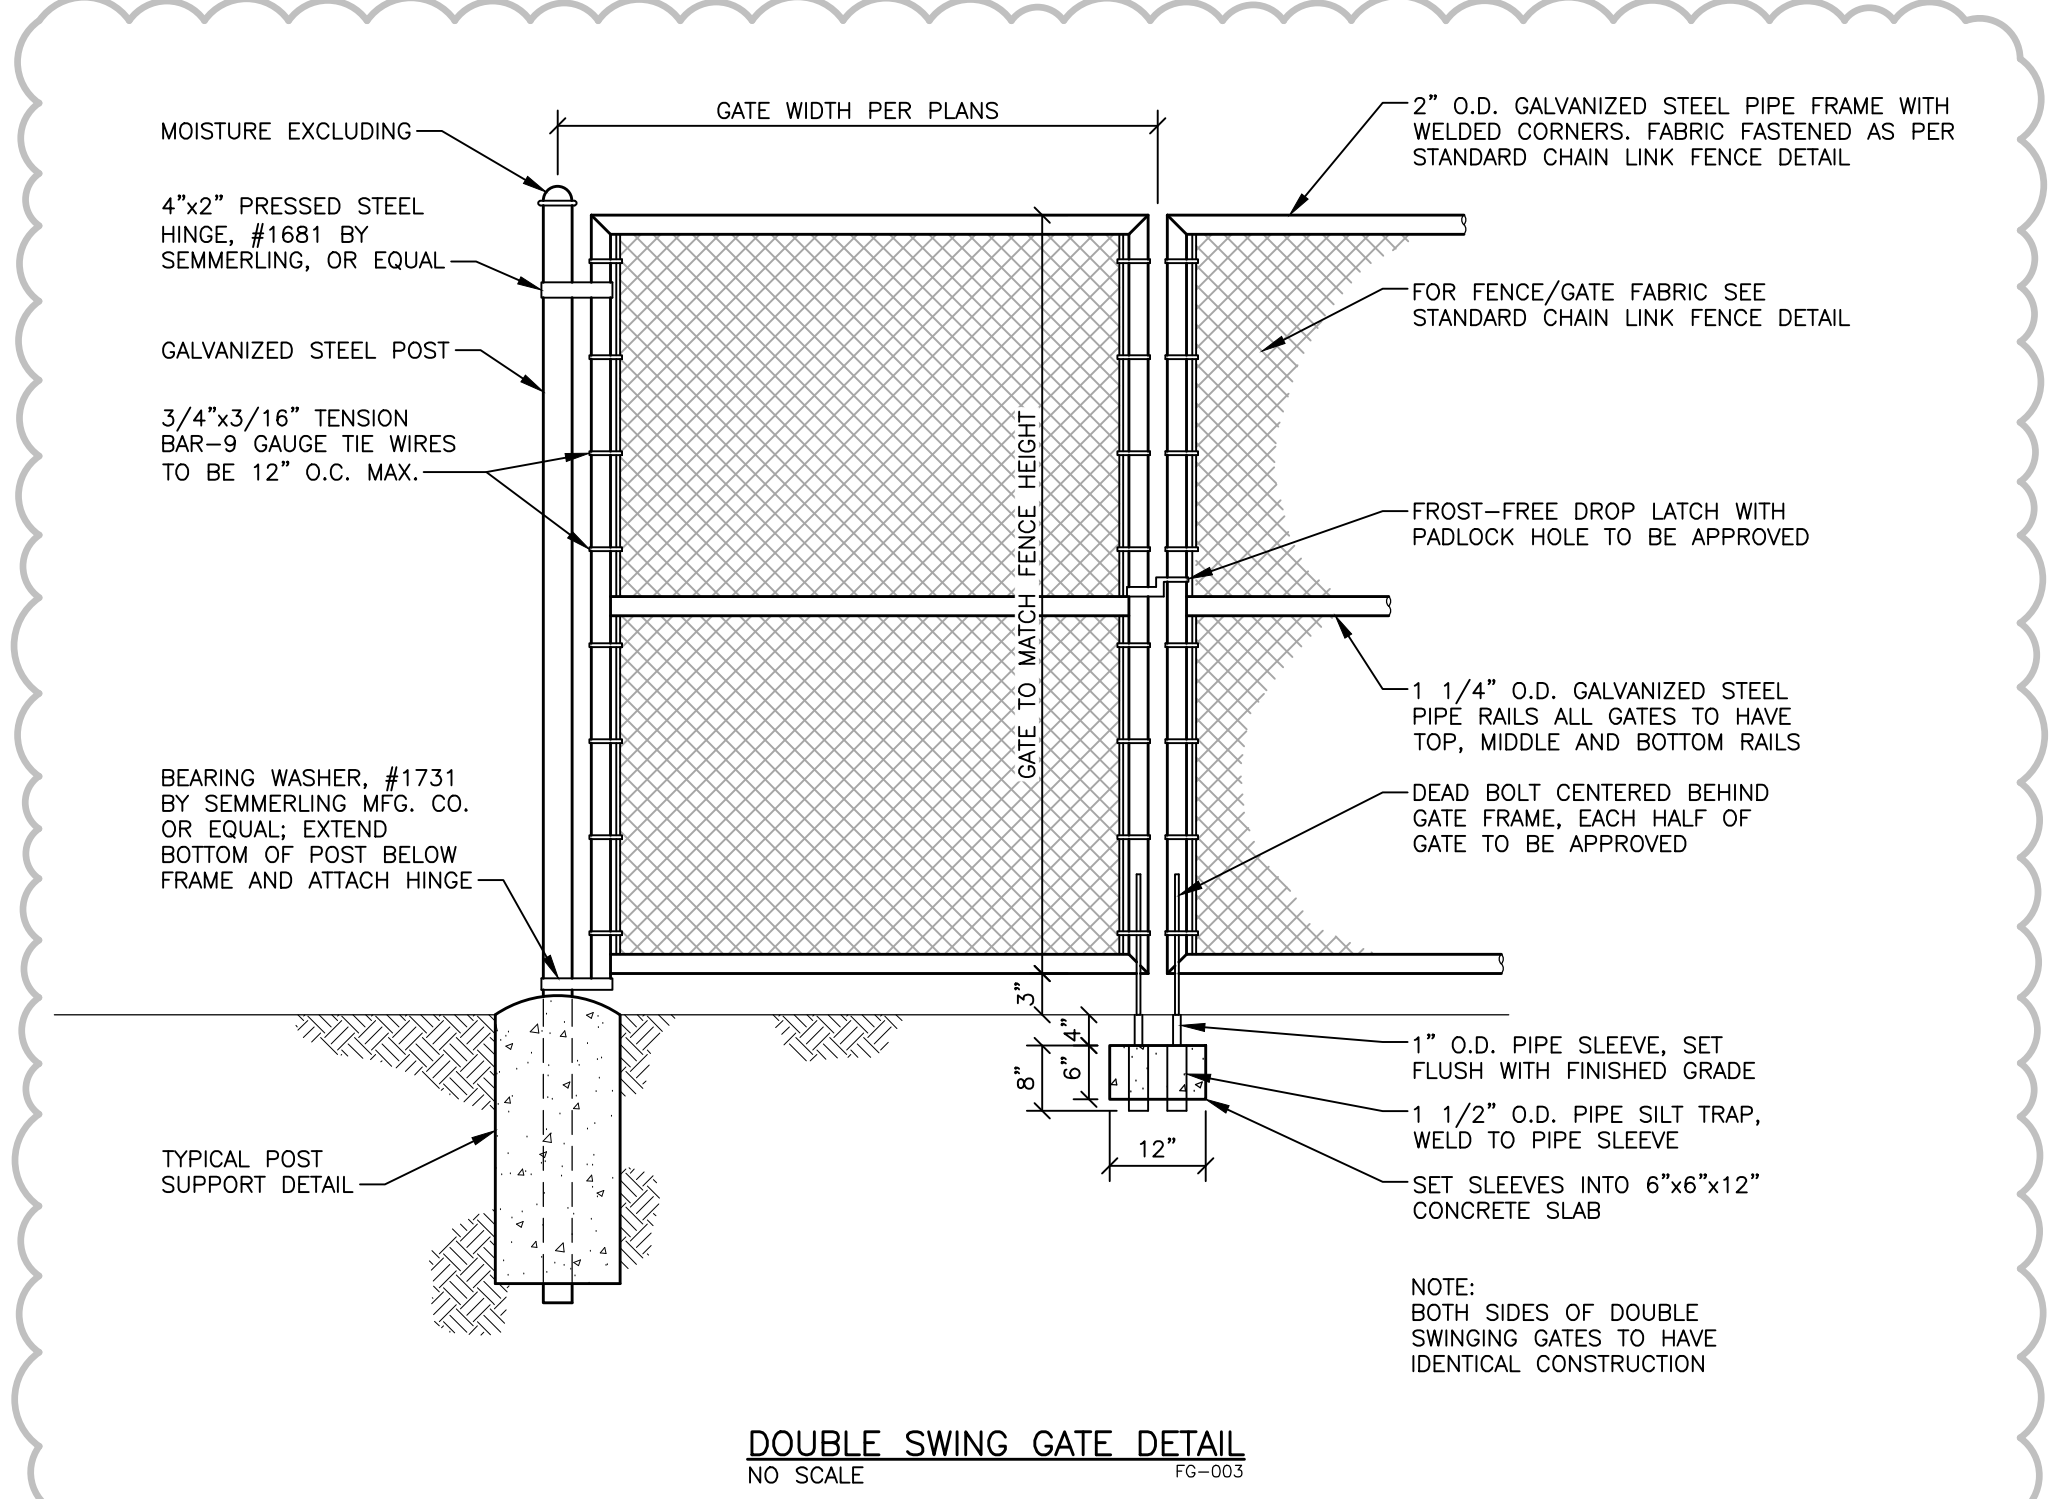 GATE WIDTH PER PLANS
MOISTURE EXCLUDING
4"x2" PRESSED STEEL
HINGE, #1681 BY
SEMMERLING, OR EQUAL
GALVANIZED STEEL POST
3/4"x3/16" TENSION
BAR-9 GAUGE TIE WIRES
TO BE 12" O.C. MAX.
BEARING WASHER, #1731
BY SEMMERLING MFG. CO.
OR EQUAL; EXTEND
BOTTOM OF POST BELOW
FRAME AND ATTACH HINGE
TYPICAL POST
SUPPORT DETAIL
GATE TO MATCH FENCE HEIGHT
3"
4"
6"
8"
12"
2" O.D. GALVANIZED STEEL PIPE FRAME WITH
WELDED CORNERS. FABRIC FASTENED AS PER
STANDARD CHAIN LINK FENCE DETAIL
FOR FENCE/GATE FABRIC SEE
STANDARD CHAIN LINK FENCE DETAIL
FROST-FREE DROP LATCH WITH
PADLOCK HOLE TO BE APPROVED
1 1/4" O.D. GALVANIZED STEEL
PIPE RAILS ALL GATES TO HAVE
TOP, MIDDLE AND BOTTOM RAILS
DEAD BOLT CENTERED BEHIND
GATE FRAME, EACH HALF OF
GATE TO BE APPROVED
1" O.D. PIPE SLEEVE, SET
FLUSH WITH FINISHED GRADE
1 1/2" O.D. PIPE SILT TRAP,
WELD TO PIPE SLEEVE
SET SLEEVES INTO 6"x6"x12"
CONCRETE SLAB
NOTE:
BOTH SIDES OF DOUBLE
SWINGING GATES TO HAVE
IDENTICAL CONSTRUCTION
DOUBLE SWING GATE DETAIL
NO SCALE
FG-003